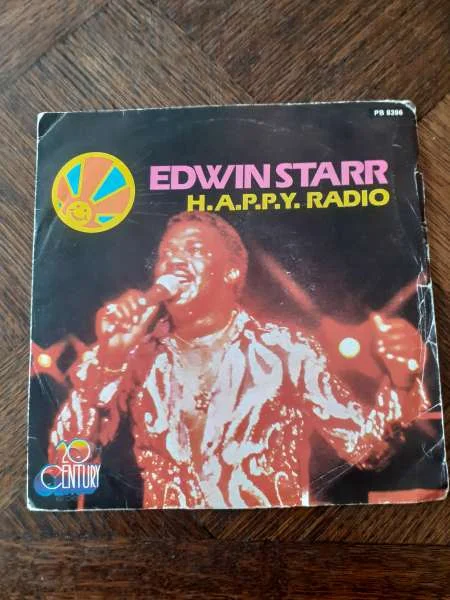 PB 8396
EDWIN STARR
H.A.P.P.Y. RADIO
20
CENTURY